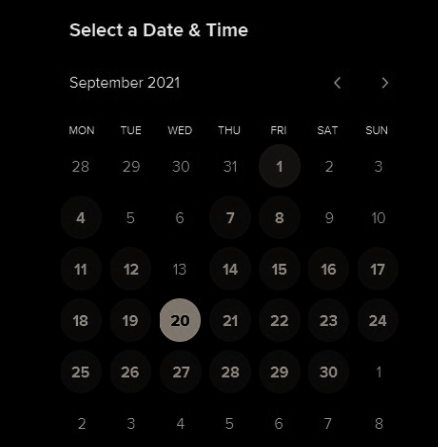 Select a Date & Time
September 2021
MON TUE WED THU FRI SAT SUN
28 29 30 31 1 2 3
4 5 6 7 8 9 10
11 12 13 14 15 16 17
18 19 20 21 22 23 24
25 26 27 28 29 30 1
2 3 4 5 6 7 8